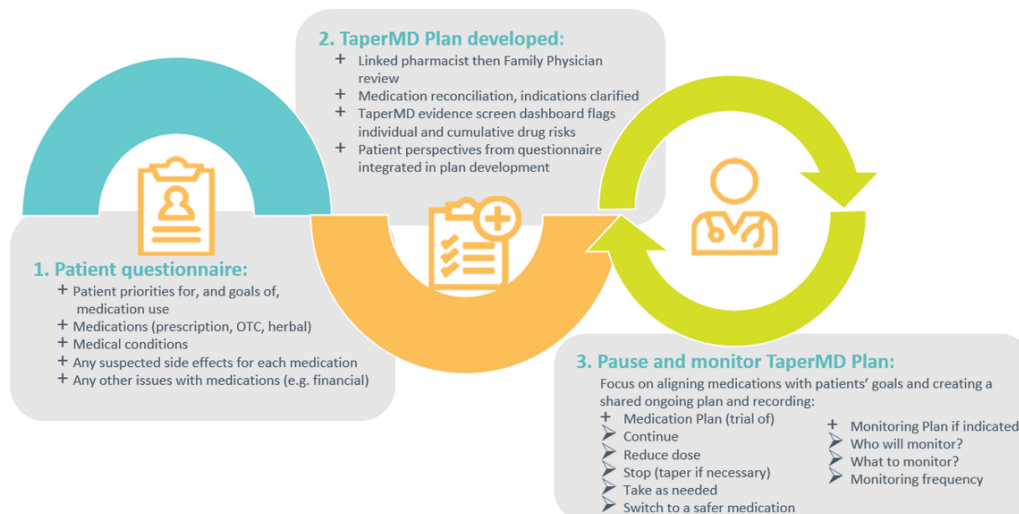 1. Patient questionnaire:
+ Patient priorities for, and goals of,
medication use
+ Medications (prescription, OTC, herbal)
+ Medical conditions
+ Any suspected side effects for each medication
+ Any other issues with medications (e.g. financial)
2. TaperMD Plan developed:
+ Linked pharmacist then Family Physician
review
+ Medication reconciliation, indications clarified
+ TaperMD evidence screen dashboard flags
individual and cumulative drug risks
+ Patient perspectives from questionnaire
integrated in plan development
3. Pause and monitor TaperMD Plan:
Focus on aligning medications with patients' goals and creating a
shared ongoing plan and recording:
+ Medication Plan (trial of)
➢ Continue
➢ Reduce dose
➢ Stop (taper if necessary)
➢ Take as needed
➢ Switch to a safer medication
+ Monitoring Plan if indicated
➢ Who will monitor?
➢ What to monitor?
➢ Monitoring frequency